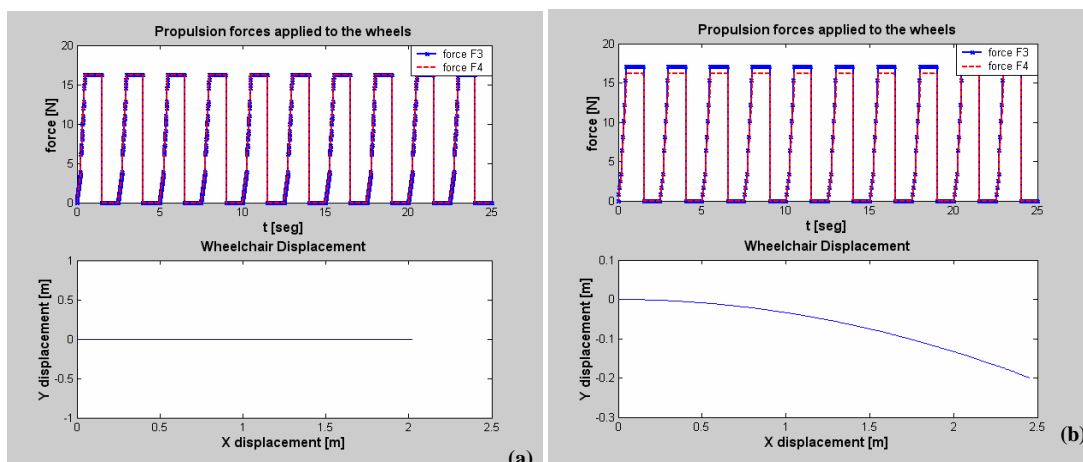 Propulsion forces applied to the wheels
20
15
10
5
0
force [N]
force F3
force F4
0 5 10 15 20 25
t [seg]
Wheelchair Displacement
1
0.5
0
-0.5
-1
Y displacement [m]
0 0.5 1 1.5 2 2.5
X displacement [m]
(a)
Propulsion forces applied to the wheels
20
15
10
5
0
force [N]
force F3
force F4
0 5 10 15 20 25
t [seg]
Wheelchair Displacement
0.1
0
-0.1
-0.2
-0.3
Y displacement [m]
0 0.5 1 1.5 2 2.5
X displacement [m]
(b)